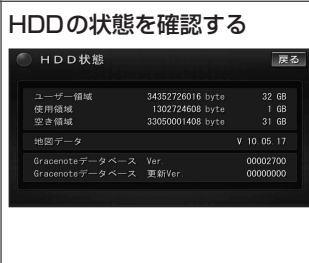 HDDの状態を確認する
HDD状態 戻る
ユーザー領域 34352726016 byte 32 GB
使用領域 1302724608 byte 1 GB
空き領域 33050001408 byte 31 GB
地図データ V 10.05.17
Gracenoteデータベース Ver. 00002700
Gracenoteデータベース 更新Ver. 00000000